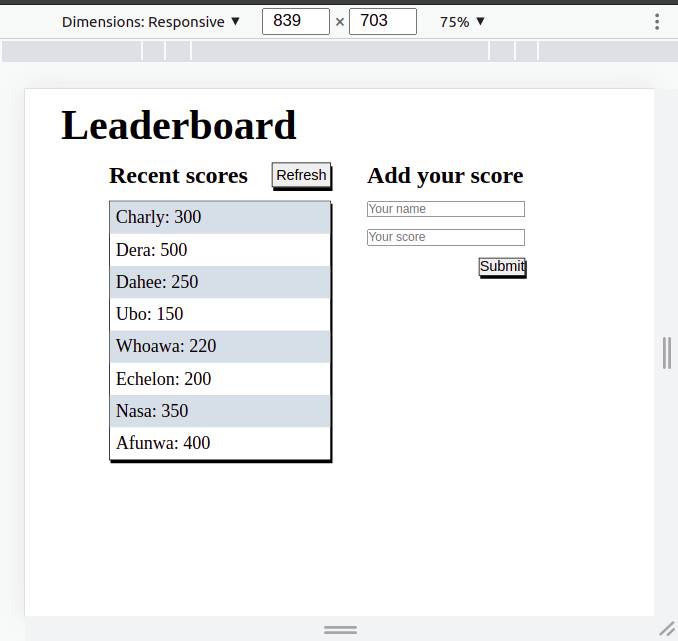 Dimensions: Responsive ▼ 839 × 703 75% ▼
Leaderboard
Recent scores
Refresh
Charly: 300
Dera: 500
Dahee: 250
Ubo: 150
Whoawa: 220
Echelon: 200
Nasa: 350
Afunwa: 400
Add your score
Your name
Your score
Submit